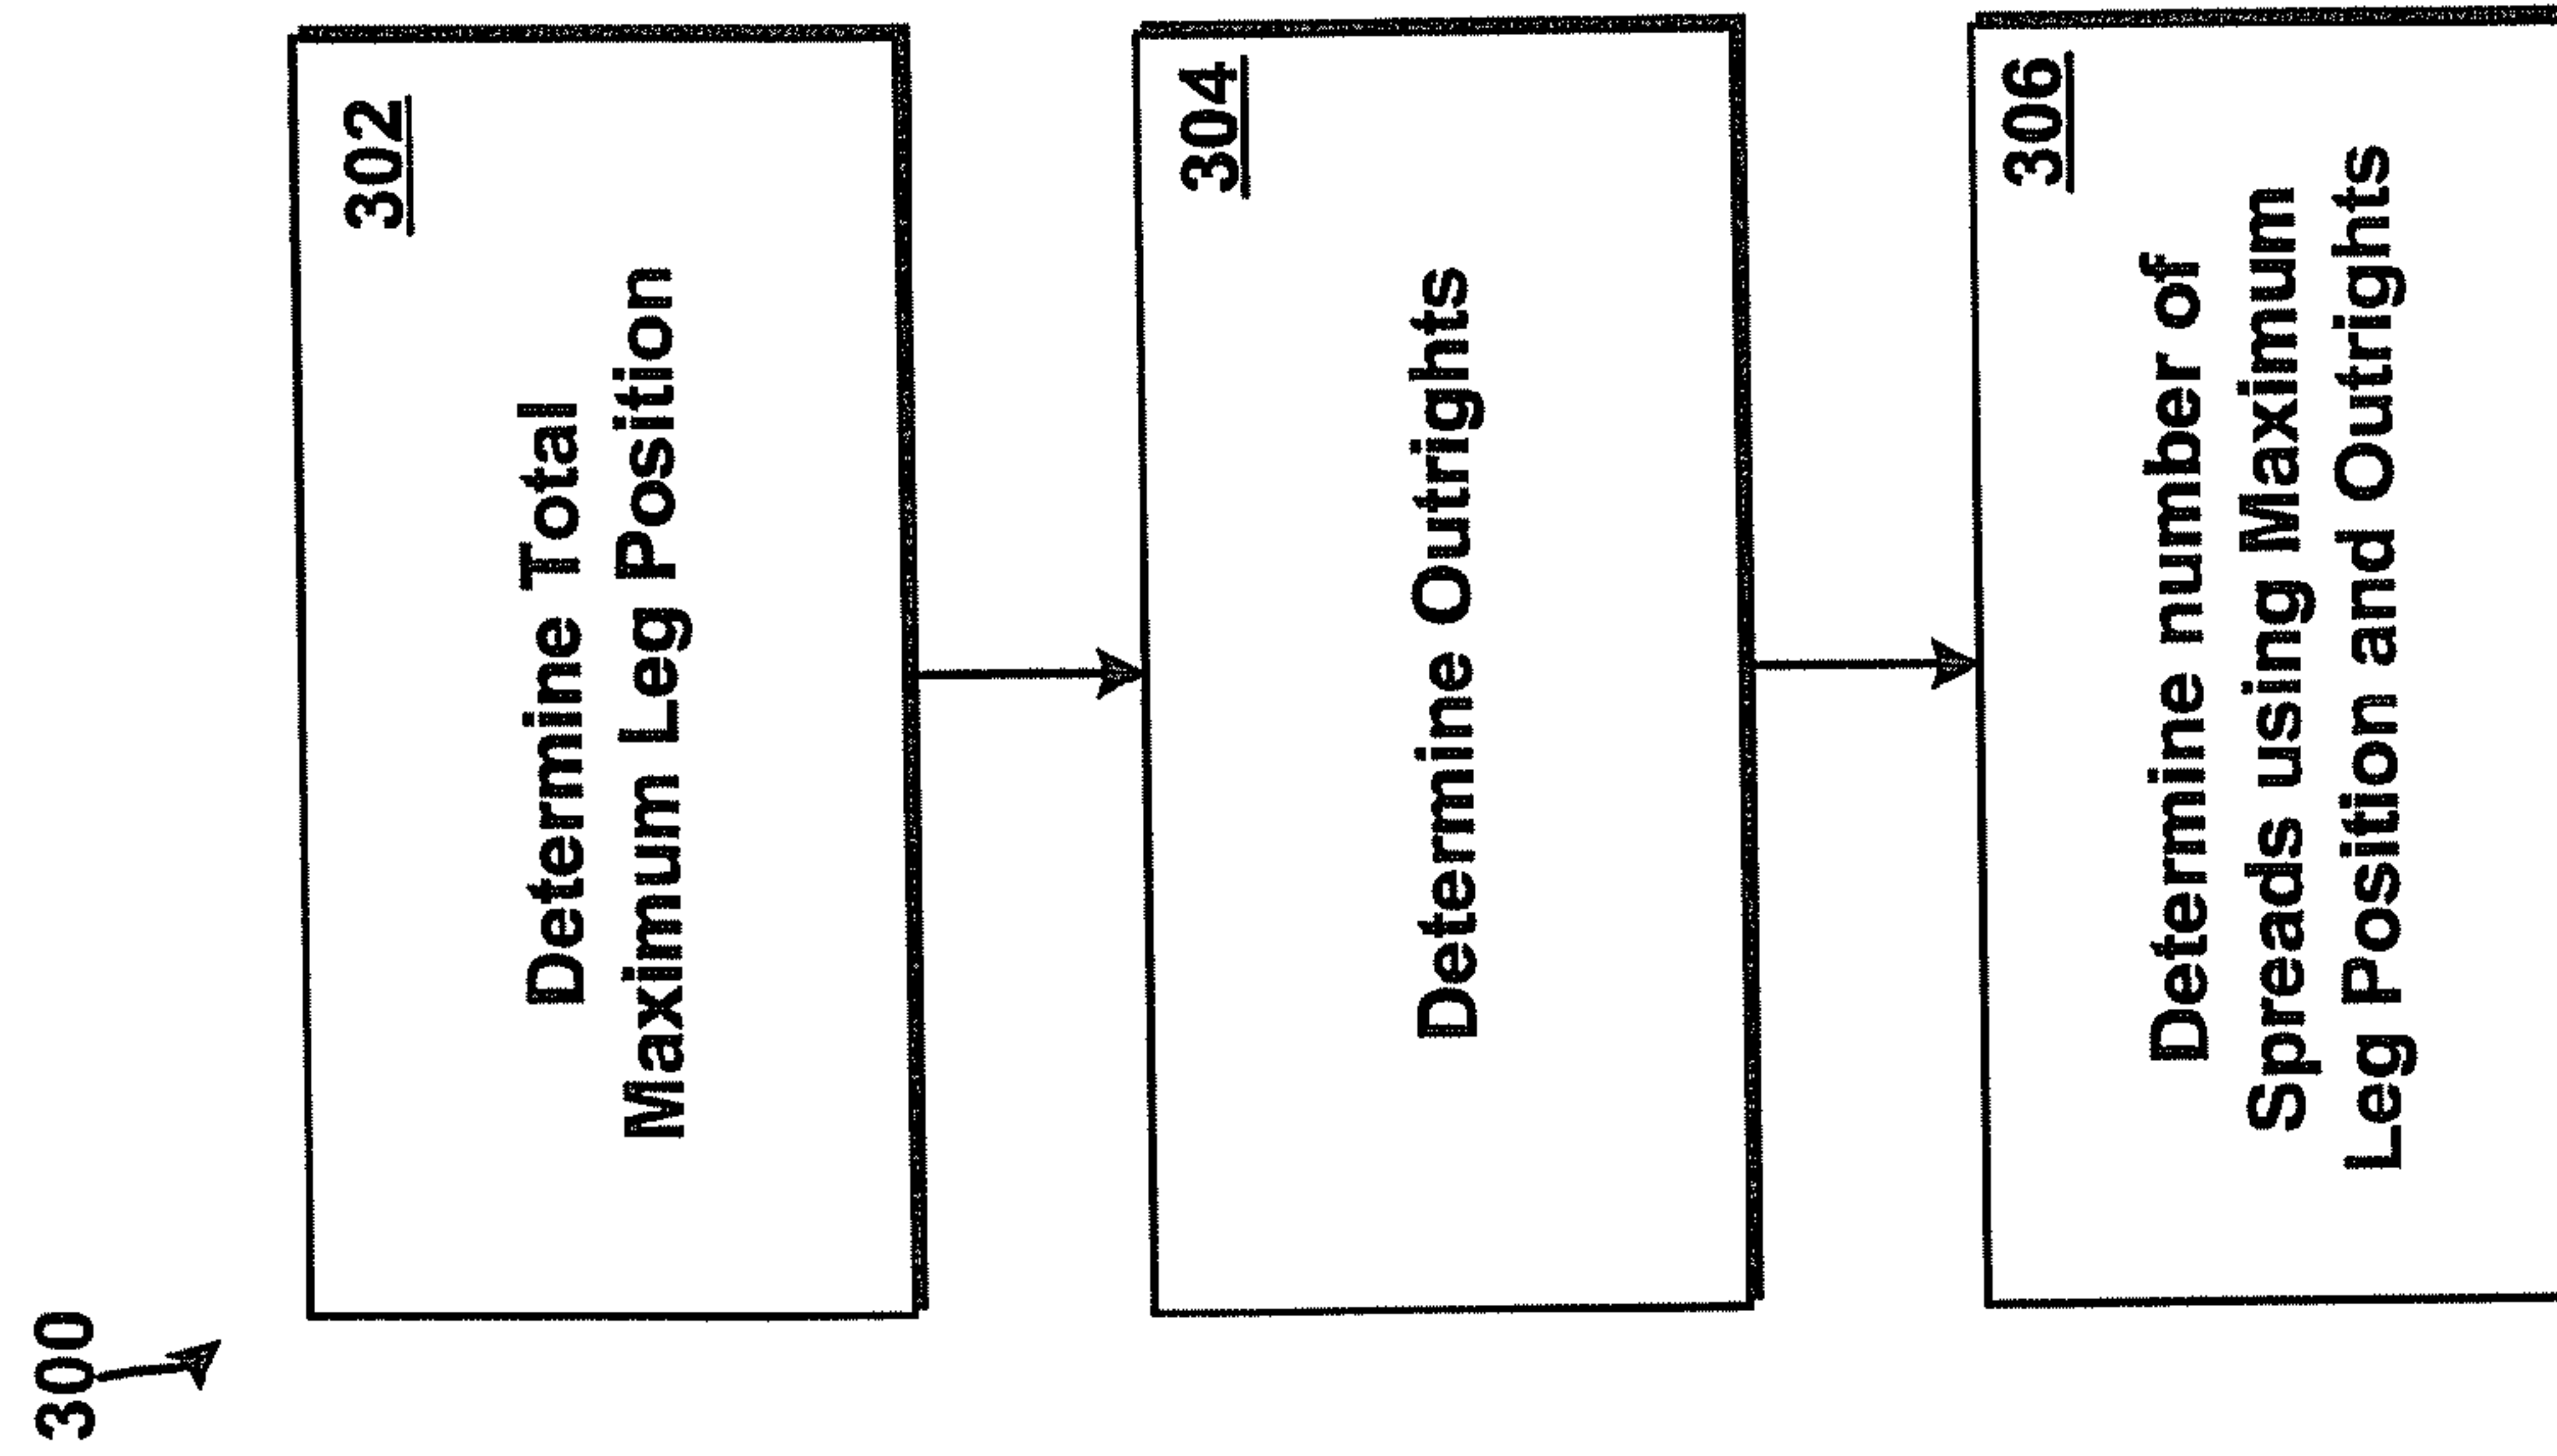 300
302
Determine Total
Maximum Leg Position
304
Determine Outrights
306
Determine number of
Spreads using Maximum
Leg Position and Outrights